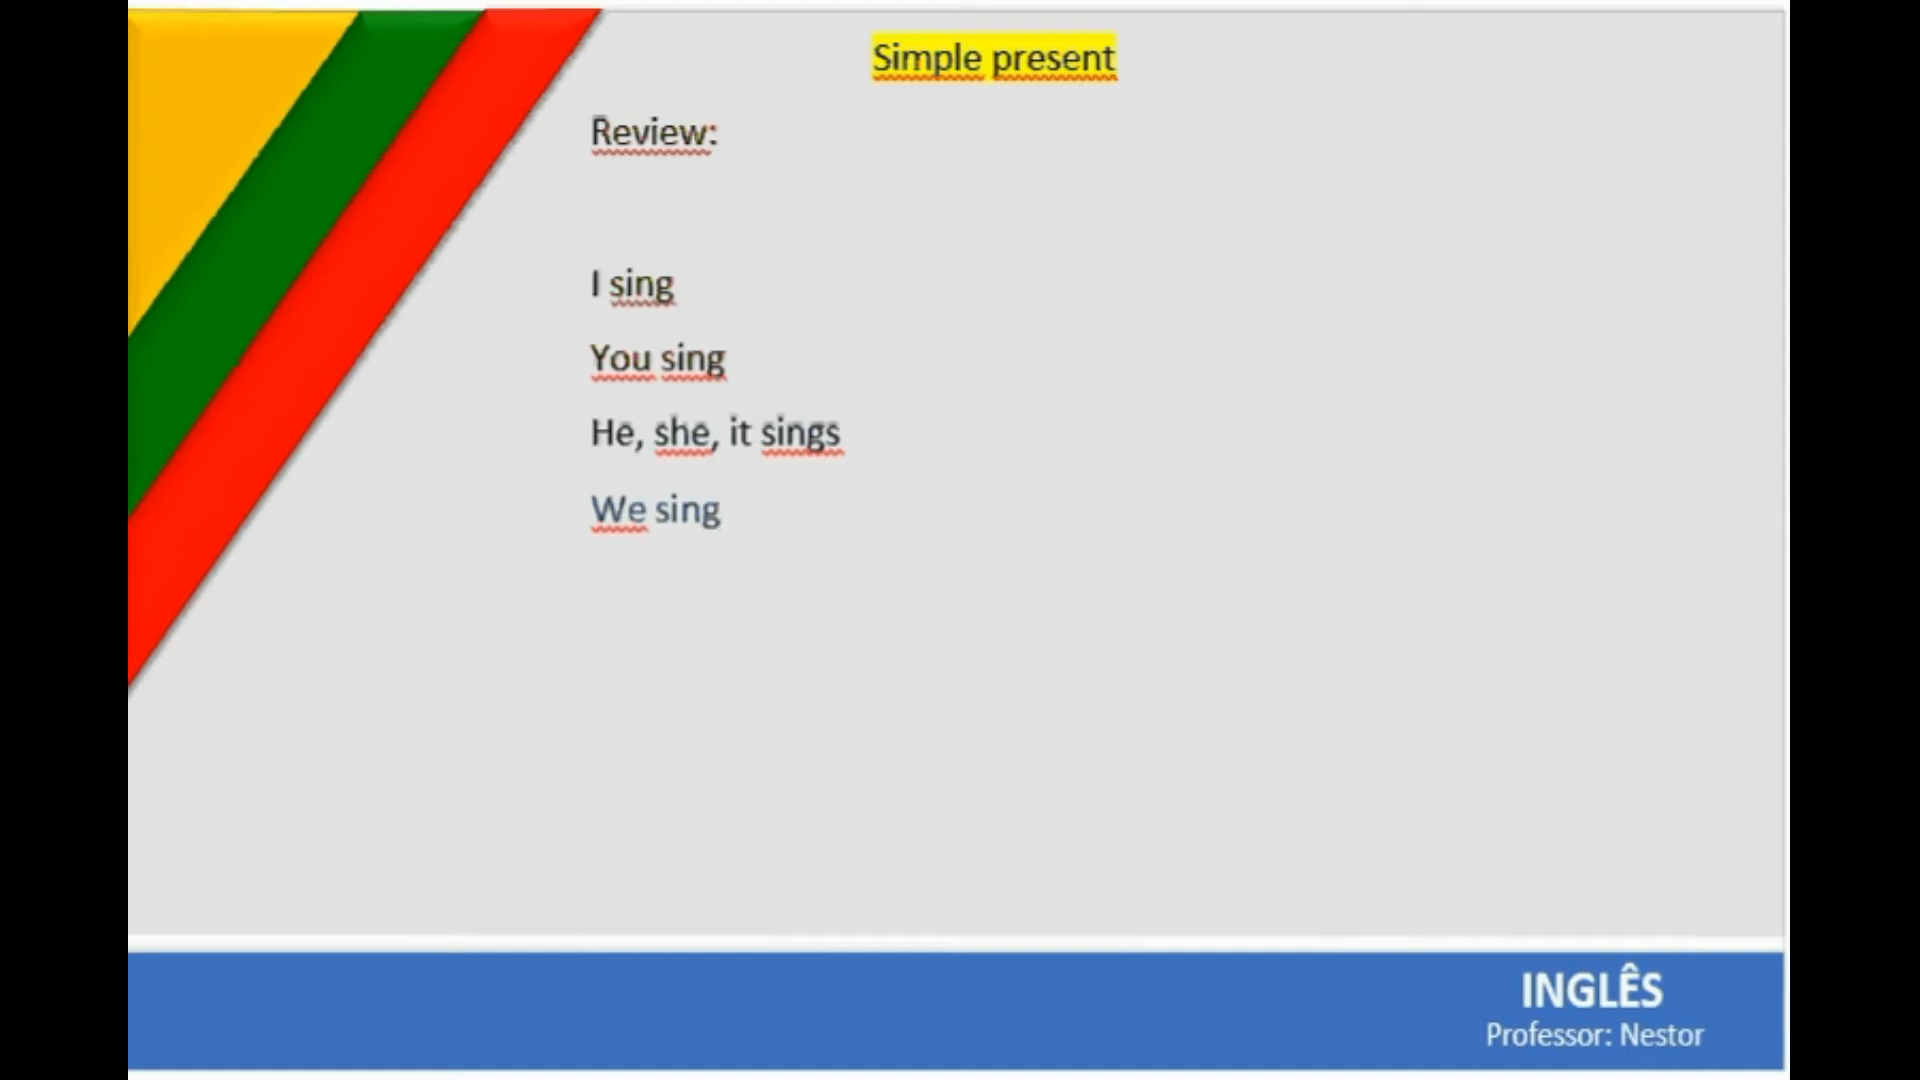 Simple present
Review:
I sing
You sing
He, she, it sings
We sing
INGLÊS
Professor: Nestor